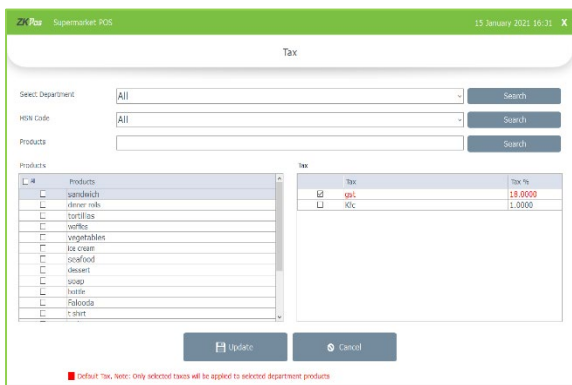 ZKPos Supermarket POS 15 January 2021 16:31 X
Tax
Select Department All Search
HSN Code All Search
Products Search
Products Tax
Products Tax Tax %
sandwich gst 18.0000
dinner rolls Kfc 1.0000
tortillas
waffles
vegetables
ice cream
seafood
dessert
soap
bottle
Falooda
t shirt
Update Cancel
Default Tax, Note: Only selected taxes will be applied to selected department products